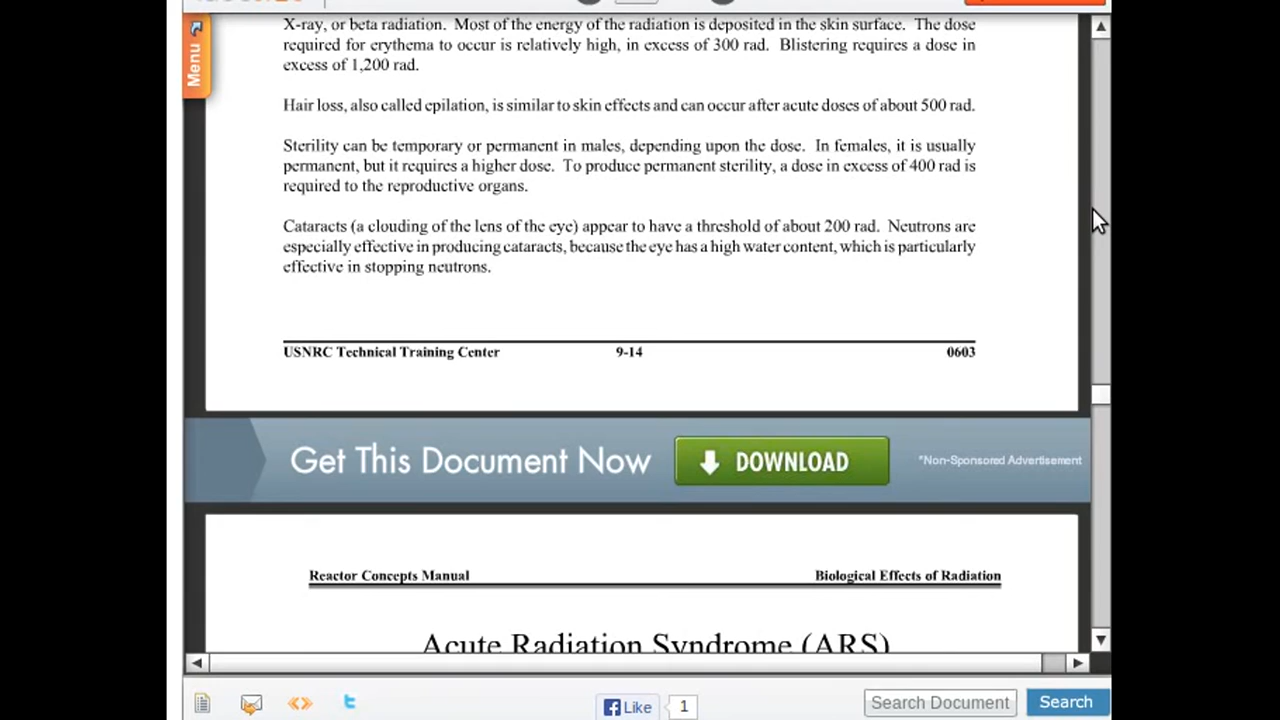 X-ray, or beta radiation. Most of the energy of the radiation is deposited in the skin surface. The dose
required for erythema to occur is relatively high, in excess of 300 rad. Blistering requires a dose in
excess of 1,200 rad.
Menu
Hair loss, also called epilation, is similar to skin effects and can occur after acute doses of about 500 rad.
Sterility can be temporary or permanent in males, depending upon the dose. In females, it is usually
permanent, but it requires a higher dose. To produce permanent sterility, a dose in excess of 400 rad is
required to the reproductive organs.
Cataracts (a clouding of the lens of the eye) appear to have a threshold of about 200 rad. Neutrons are
especially effective in producing cataracts, because the eye has a high water content, which is particularly
effective in stopping neutrons.
USNRC Technical Training Center 9-14 0603
Get This Document Now DOWNLOAD *Non-Sponsored Advertisement
Reactor Concepts Manual Biological Effects of Radiation
Acute Radiation Syndrome (ARS)
Like 1 Search Document Search